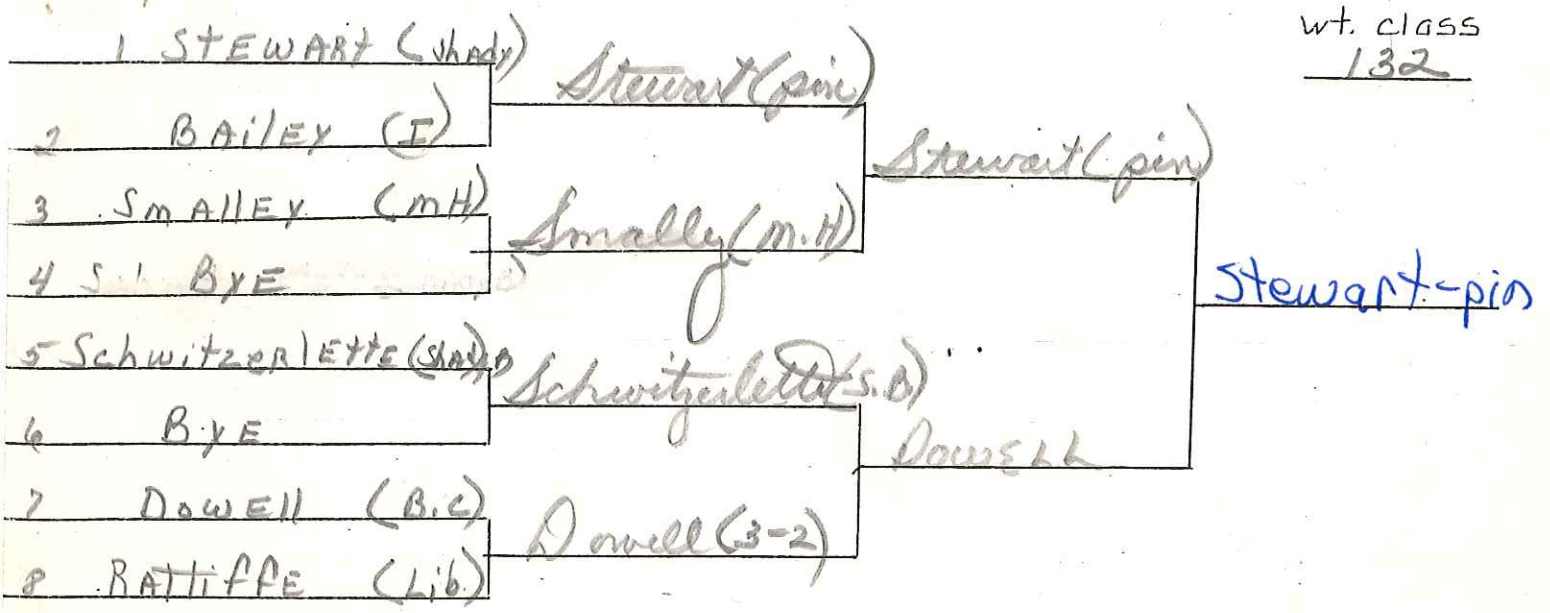 wt. class
132
1 StEWARt (Shady)
2 BAilEy (I)
3 SmAllEy (mH)
4 ByE
5 SchwitzERlEttE (Shady B
6 ByE
7 DowEll (B.C)
8 RAtliffE (Lib.)
Stewart (pin)
Smally (M.H)
Schwitzerlette (S.B)
Dowell (3-2)
Stewart (pin)
DowELL
Stewart-pin